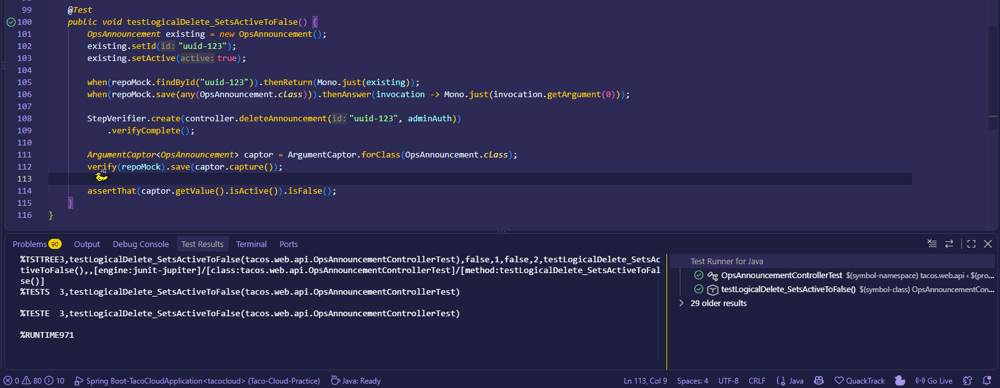 99 @Test
100 public void testLogicalDelete_SetsActiveToFalse() {
101 OpsAnnouncement existing = new OpsAnnouncement();
102 existing.setId(id: "uuid-123");
103 existing.setActive(active: true);
104
105 when(repoMock.findById("uuid-123")).thenReturn(Mono.just(existing));
106 when(repoMock.save(any(OpsAnnouncement.class))).thenAnswer(invocation -> Mono.just(invocation.getArgument(0)));
107
108 StepVerifier.create(controller.deleteAnnouncement(id: "uuid-123", adminAuth))
109 .verifyComplete();
110
111 ArgumentCaptor<OpsAnnouncement> captor = ArgumentCaptor.forClass(OpsAnnouncement.class);
112 verify(repoMock).save(captor.capture());
113
114 assertThat(captor.getValue().isActive()).isFalse();
115 }
116 }
Problems 90 Output Debug Console Test Results Terminal Ports
%TSTTREE3,testLogicalDelete_SetsActiveToFalse(tacos.web.api.OpsAnnouncementControllerTest),false,1,false,2,testLogicalDelete_SetsAc
tiveToFalse(),,[engine:junit-jupiter]/[class:tacos.web.api.OpsAnnouncementControllerTest]/[method:testLogicalDelete_SetsActiveToFal
se()]
%TESTS 3,testLogicalDelete_SetsActiveToFalse(tacos.web.api.OpsAnnouncementControllerTest)
%TESTE 3,testLogicalDelete_SetsActiveToFalse(tacos.web.api.OpsAnnouncementControllerTest)
%RUNTIME971
Test Runner for Java
OpsAnnouncementControllerTest $(symbol-namespace) tacos.web.api < $(pro...
testLogicalDelete_SetsActiveToFalse() $(symbol-class) OpsAnnouncementCon...
29 older results
0 80 10 Spring Boot-TacoCloudApplication<tacocloud> (Taco-Cloud-Practice) Java: Ready Ln 113, Col 9 Spaces: 4 UTF-8 CRLF {} Java QuackTrack Go Live